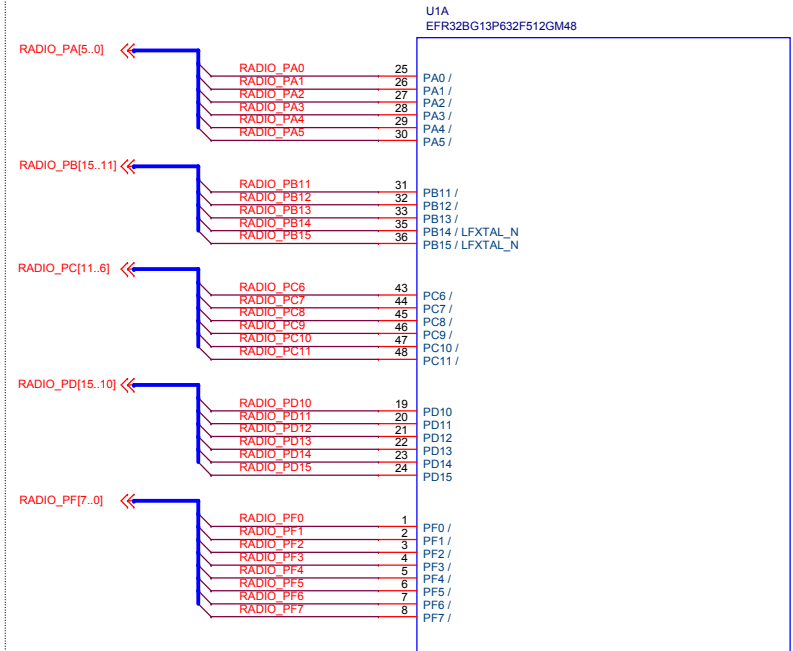 U1A
EFR32BG13P632F512GM48
RADIO_PA[5..0]
RADIO_PA0 25 PA0 /
RADIO_PA1 26 PA1 /
RADIO_PA2 27 PA2 /
RADIO_PA3 28 PA3 /
RADIO_PA4 29 PA4 /
RADIO_PA5 30 PA5 /
RADIO_PB[15..11]
RADIO_PB11 31 PB11 /
RADIO_PB12 32 PB12 /
RADIO_PB13 33 PB13 /
RADIO_PB14 35 PB14 / LFXTAL_N
RADIO_PB15 36 PB15 / LFXTAL_N
RADIO_PC[11..6]
RADIO_PC6 43 PC6 /
RADIO_PC7 44 PC7 /
RADIO_PC8 45 PC8 /
RADIO_PC9 46 PC9 /
RADIO_PC10 47 PC10 /
RADIO_PC11 48 PC11 /
RADIO_PD[15..10]
RADIO_PD10 19 PD10
RADIO_PD11 20 PD11
RADIO_PD12 21 PD12
RADIO_PD13 22 PD13
RADIO_PD14 23 PD14
RADIO_PD15 24 PD15
RADIO_PF[7..0]
RADIO_PF0 1 PF0 /
RADIO_PF1 2 PF1 /
RADIO_PF2 3 PF2 /
RADIO_PF3 4 PF3 /
RADIO_PF4 5 PF4 /
RADIO_PF5 6 PF5 /
RADIO_PF6 7 PF6 /
RADIO_PF7 8 PF7 /